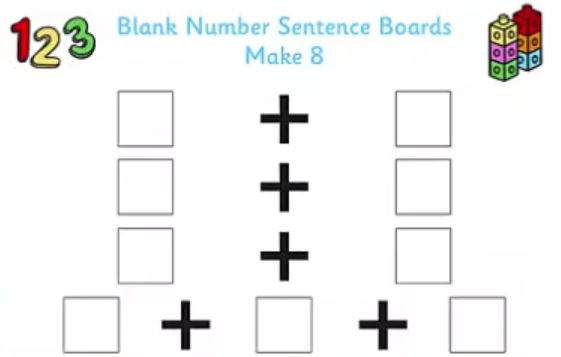 123
Blank Number Sentence Boards
Make 8
+
+
+
+ +